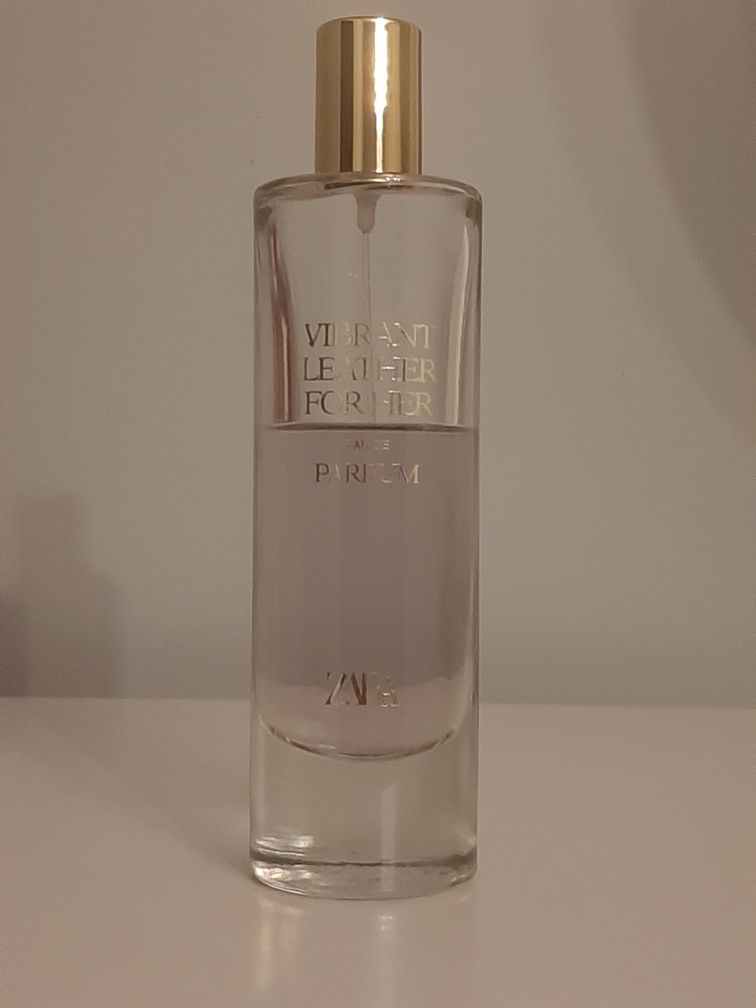 VIBRANT
LEATHER
FOR HER
EAU DE
PARFUM
ZARA